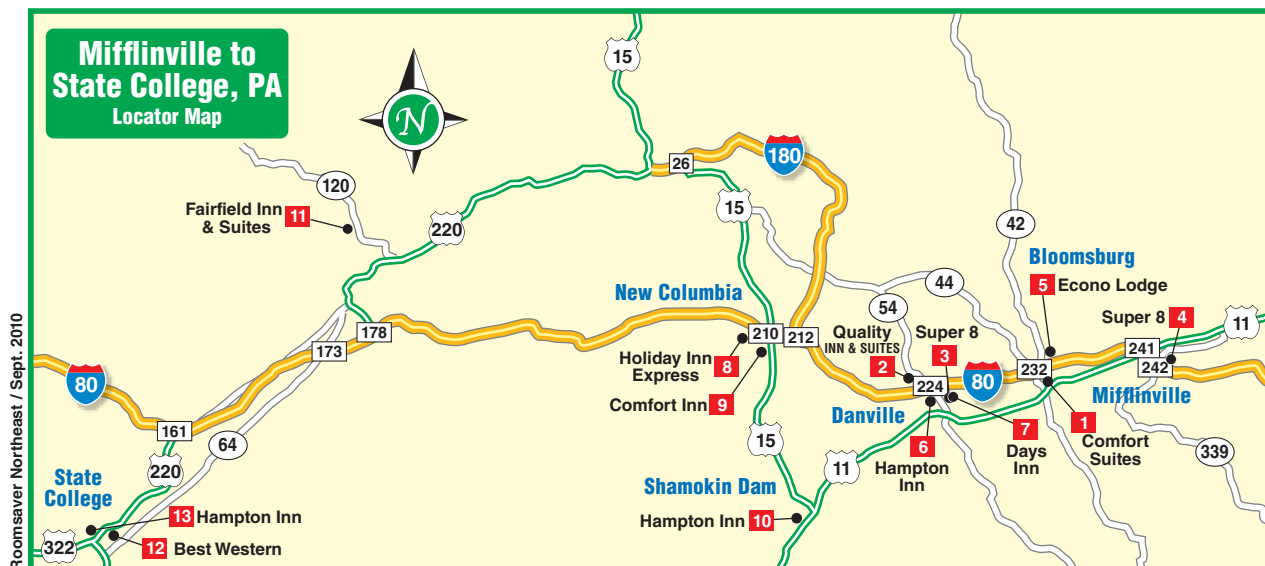 Mifflinville to
State College, PA
Locator Map
N
15
180
26
120
Fairfield Inn
& Suites
11
220
15
42
Bloomsburg
5 Econo Lodge
New Columbia
44
54
Super 8 4
11
Quality
INN & SUITES
2
Super 8
3
178
210
212
173
Holiday Inn
Express
8
241
242
232
80
80
224
Comfort Inn 9
Danville
Mifflinville
161
64
6
Hampton
Inn
7
Days
Inn
1
Comfort
Suites
220
15
11
339
State
College
Shamokin Dam
13 Hampton Inn
Hampton Inn 10
322
12 Best Western
Roomsaver Northeast / Sept. 2010